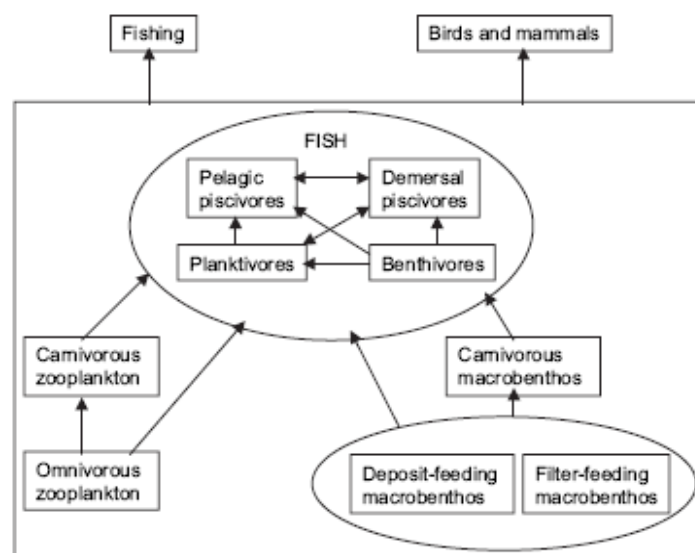 Fishing
Birds and mammals
FISH
Pelagic
piscivores
Demersal
piscivores
Planktivores
Benthivores
Carnivorous
zooplankton
Carnivorous
macrobenthos
Omnivorous
zooplankton
Deposit-feeding
macrobenthos
Filter-feeding
macrobenthos